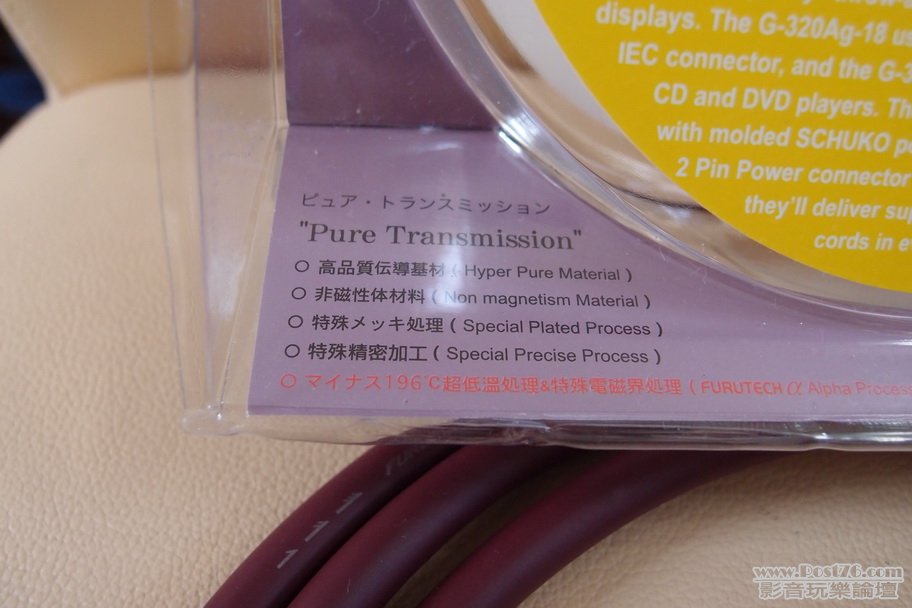 displays. The G-320Ag-18
IEC connector, and the
CD and DVD players.
with molded SCHUKO
2 Pin Power connector
they'll deliver
cords in
ピュア・トランスミッション
"Pure Transmission"
○ 高品質伝導基材 ( Hyper Pure Material )
○ 非磁性体材料 ( Non magnetism Material )
○ 特殊メッキ処理 ( Special Plated Process )
○ 特殊精密加工 ( Special Precise Process )
○ マイナス196℃超低温処理&特殊電磁界処理 ( FURUTECH α Alpha Process
www.Post76.com
影音玩樂論壇